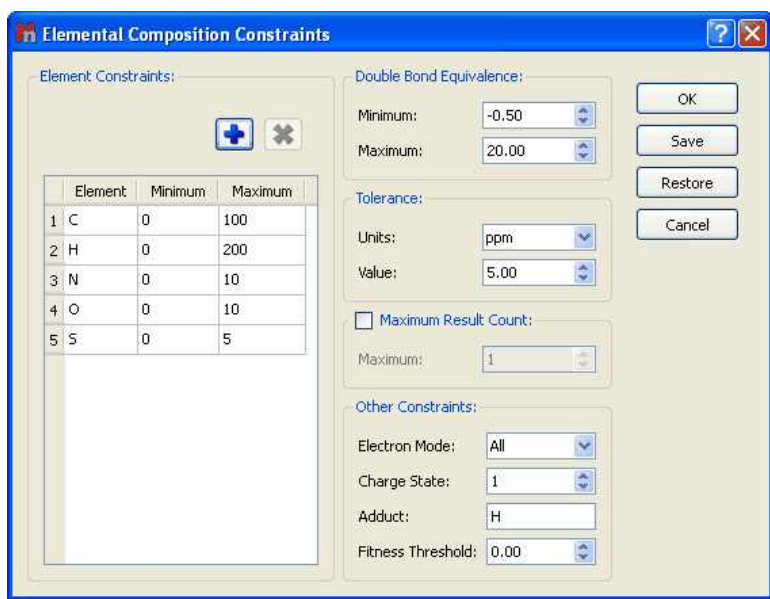 Elemental Composition Constraints
Element Constraints:
Element Minimum Maximum
1 C 0 100
2 H 0 200
3 N 0 10
4 O 0 10
5 S 0 5
Double Bond Equivalence:
Minimum: -0.50
Maximum: 20.00
Tolerance:
Units: ppm
Value: 5.00
Maximum Result Count:
Maximum: 1
Other Constraints:
Electron Mode: All
Charge State: 1
Adduct: H
Fitness Threshold: 0.00
OK
Save
Restore
Cancel